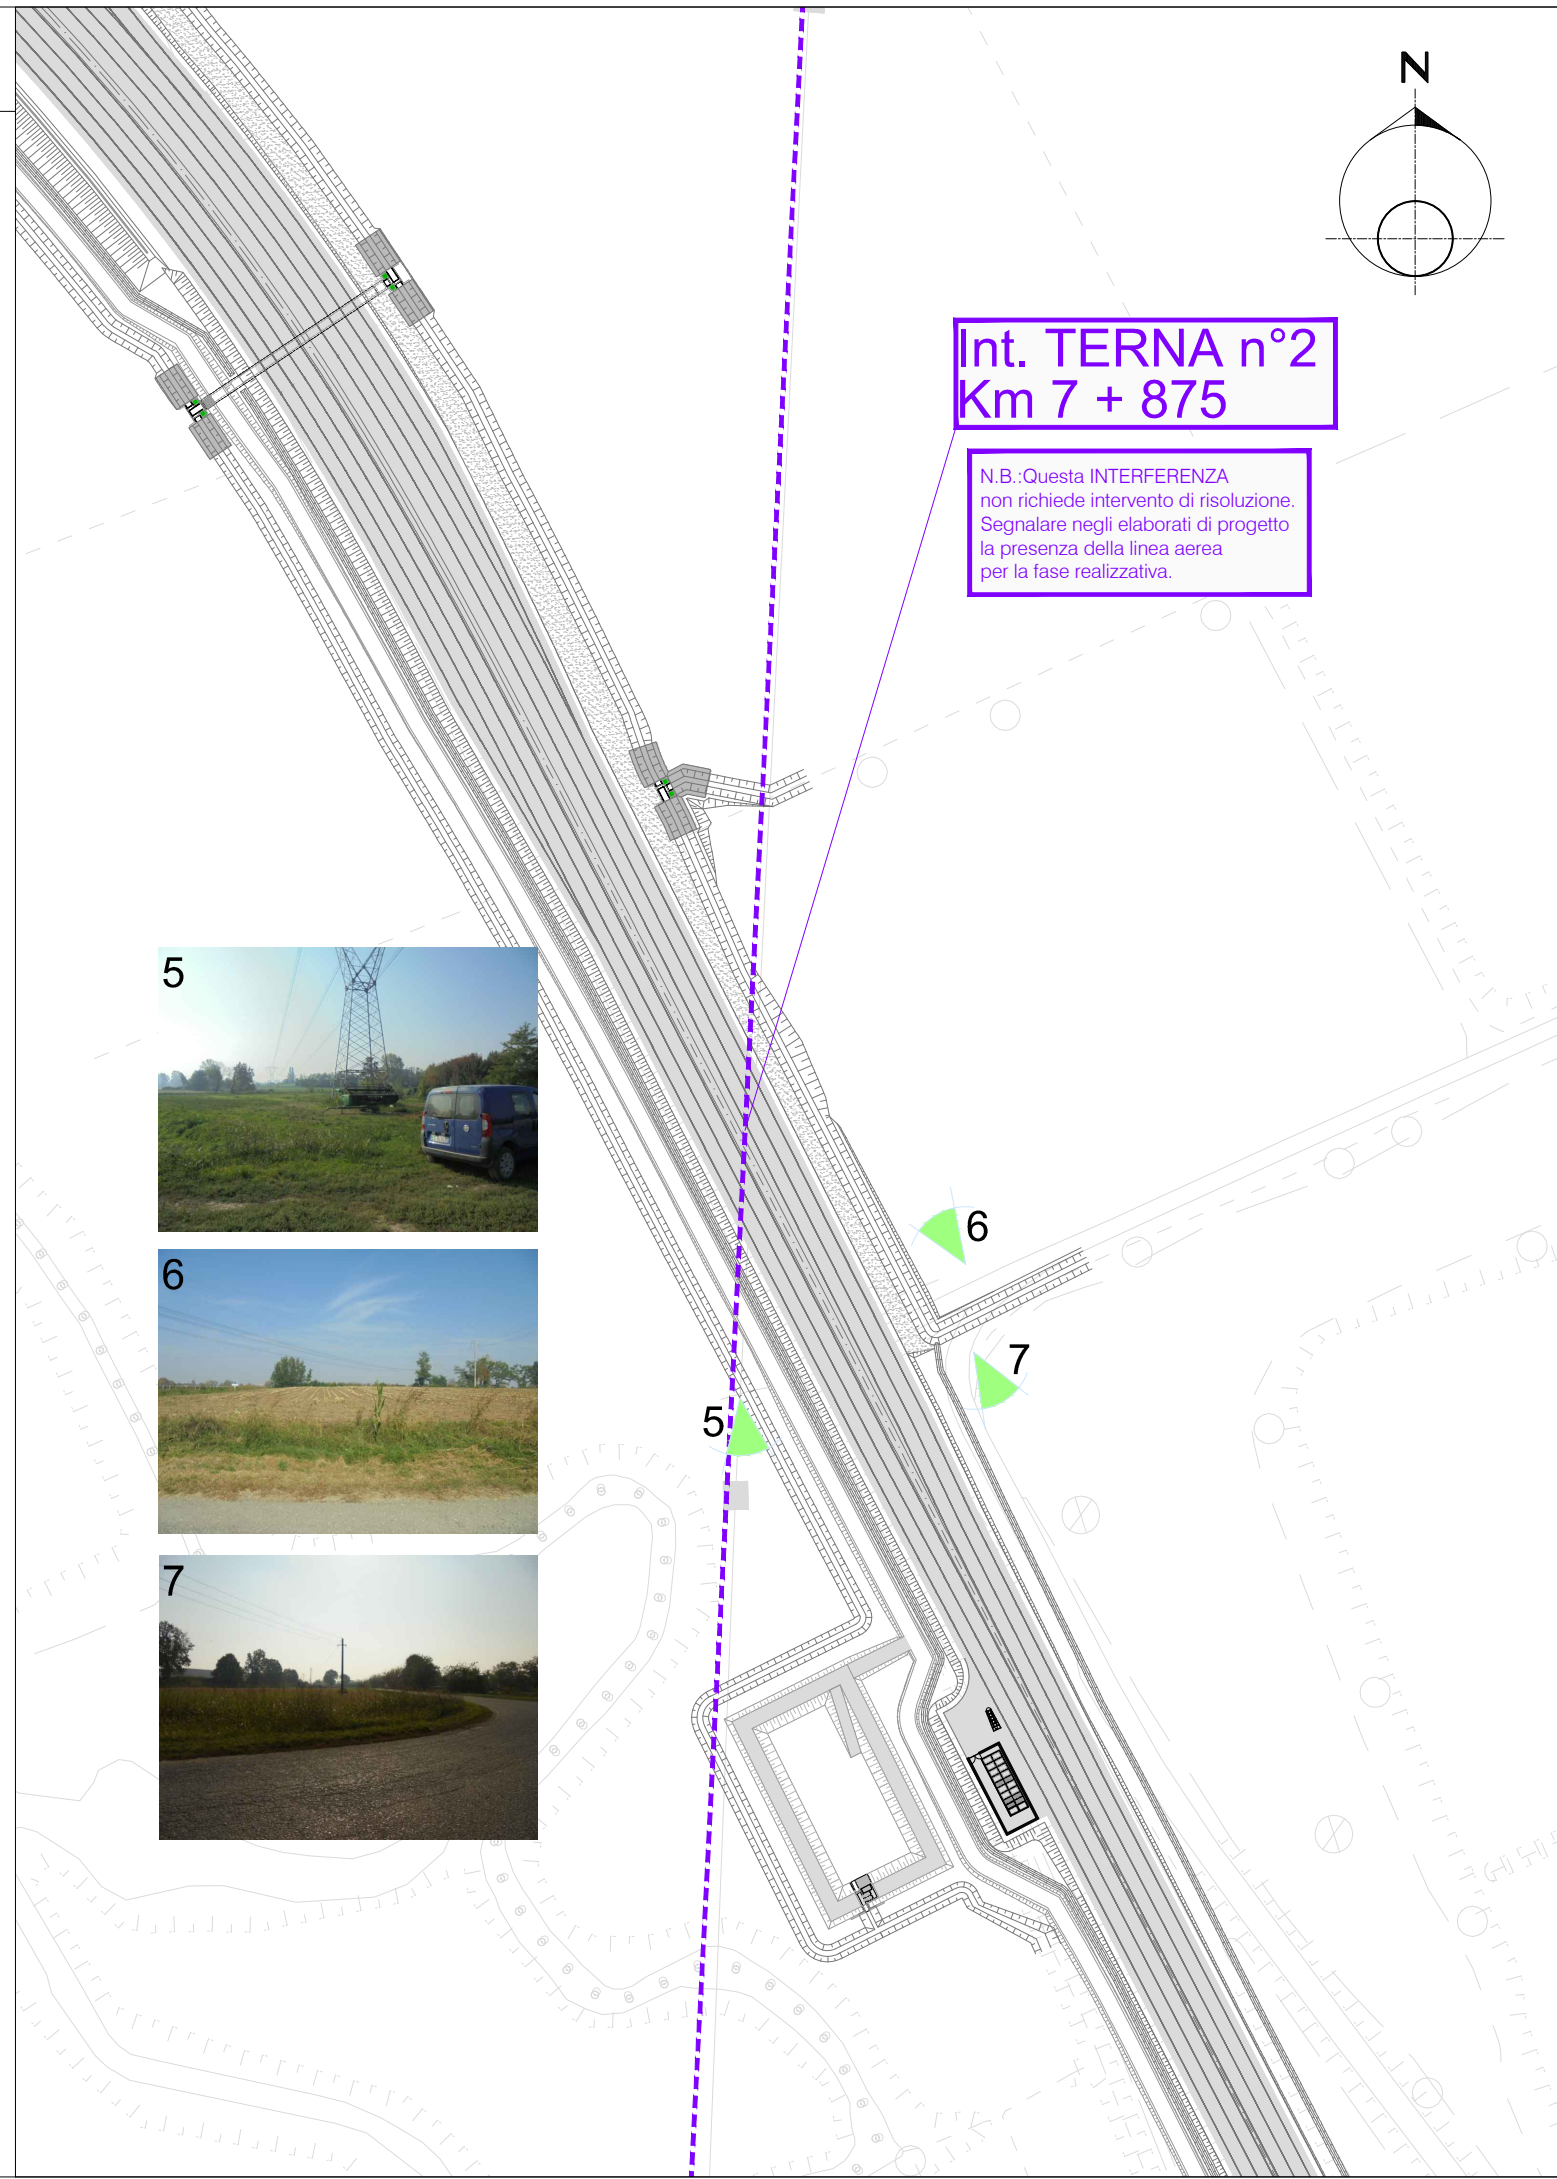 N
Int. TERNA n°2
Km 7 + 875
N.B.:Questa INTERFERENZA
non richiede intervento di risoluzione.
Segnalare negli elaborati di progetto
la presenza della linea aerea
per la fase realizzativa.
5
6
7
6
7
5